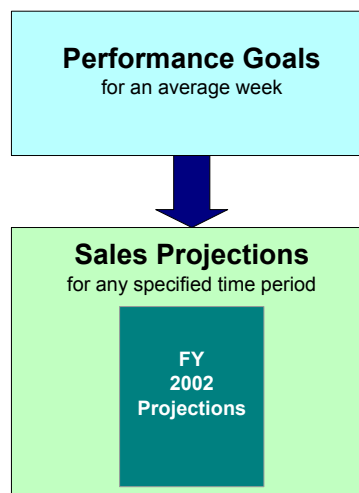 Performance Goals
for an average week
Sales Projections
for any specified time period
FY
2002
Projections